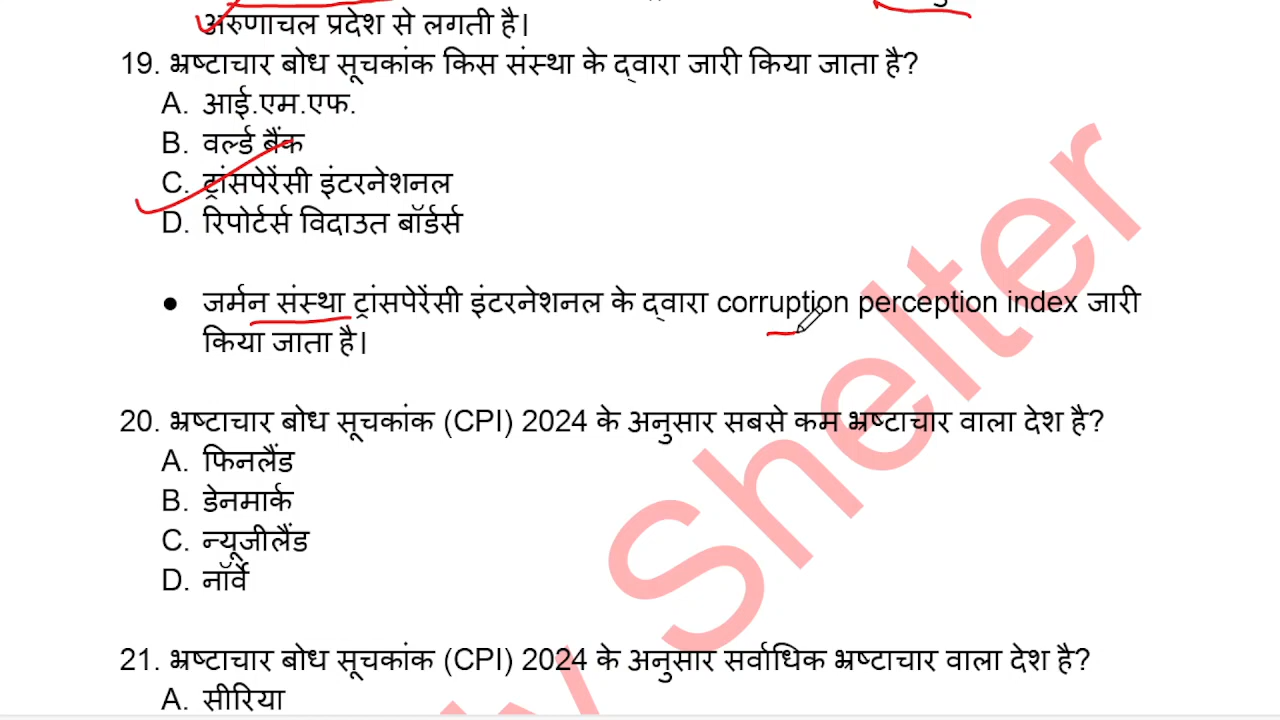 अरुणाचल प्रदेश से लगती है।
19. भ्रष्टाचार बोध सूचकांक किस संस्था के द्वारा जारी किया जाता है?
A. आई.एम.एफ.
B. वर्ल्ड बैंक
C. ट्रांसपेरेंसी इंटरनेशनल
D. रिपोर्टर्स विदाउत बॉर्डर्स
● जर्मन संस्था ट्रांसपेरेंसी इंटरनेशनल के द्वारा corruption perception index जारी
किया जाता है।
20. भ्रष्टाचार बोध सूचकांक (CPI) 2024 के अनुसार सबसे कम भ्रष्टाचार वाला देश है?
A. फिनलैंड
B. डेनमार्क
C. न्यूजीलैंड
D. नॉर्वे
21. भ्रष्टाचार बोध सूचकांक (CPI) 2024 के अनुसार सर्वाधिक भ्रष्टाचार वाला देश है?
A. सीरिया
Shelter